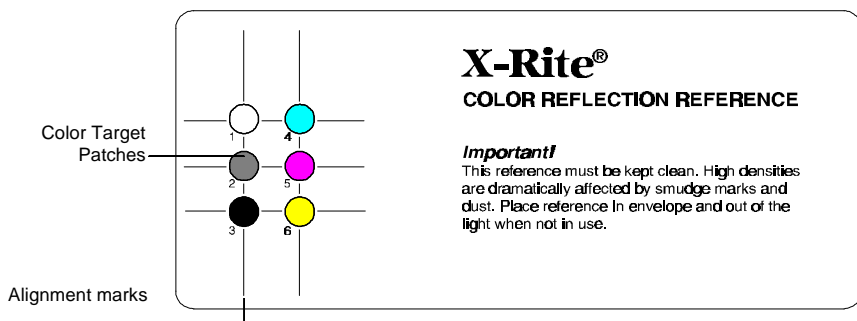 X-Rite®
COLOR REFLECTION REFERENCE
Color Target
Patches
1
4
2
5
3
6
Important!
This reference must be kept clean. High densities
are dramatically affected by smudge marks and
dust. Place reference In envelope and out of the
light when not in use.
Alignment marks